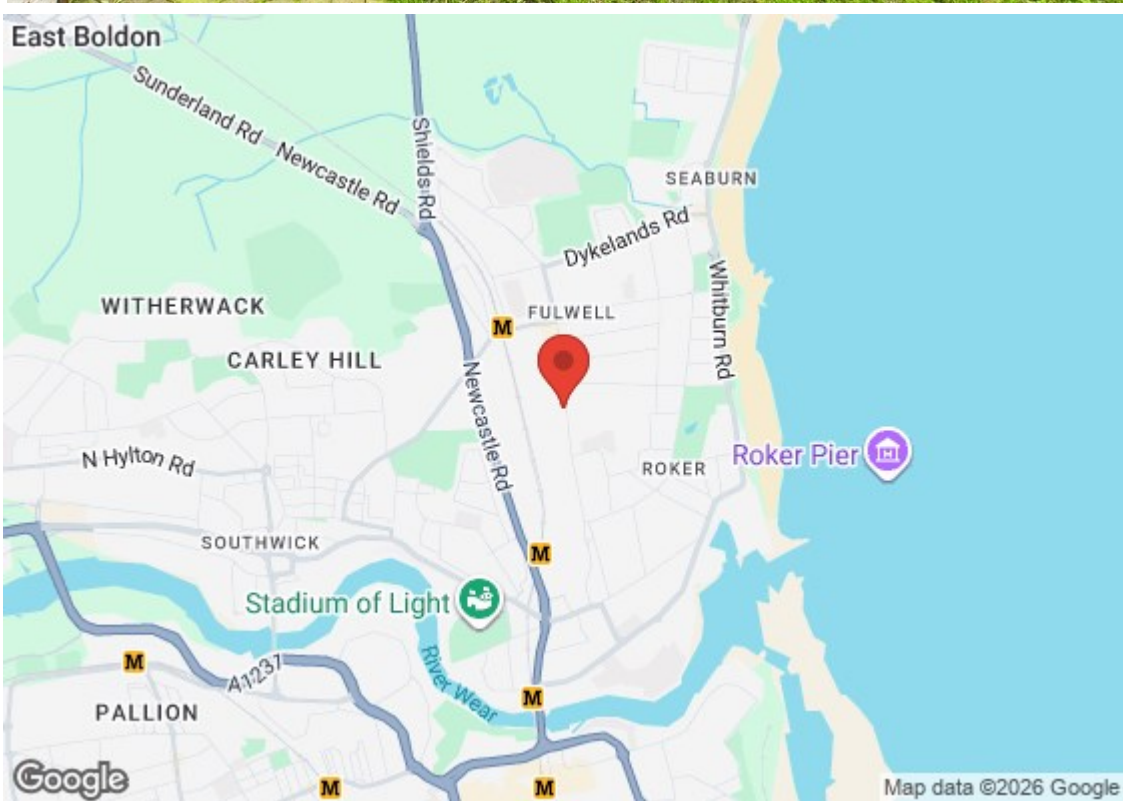 East Boldon
Sunderland Rd
Newcastle Rd
Shields Rd
SEABURN
Dykelands Rd
WITHERWACK
FULWELL
M
Whitburn Rd
CARLEY HILL
Newcastle Rd
N Hylton Rd
ROKER
Roker Pier
SOUTHWICK
M
Stadium of Light
River Wear
M
A1231
M
PALLION
Google
M
M
Map data ©2026 Google